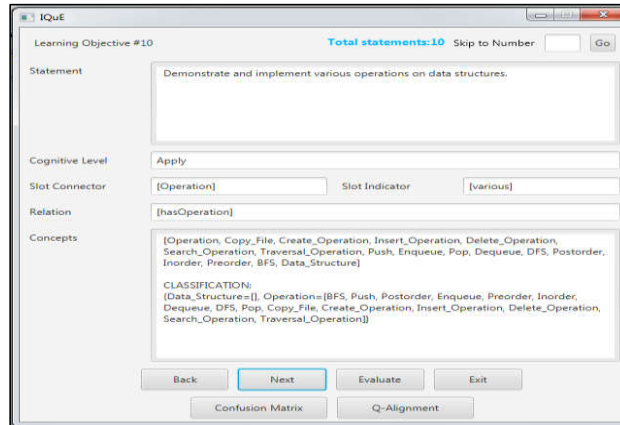 IQuE
Learning Objective #10 Total statements:10 Skip to Number Go
Statement Demonstrate and implement various operations on data structures.
Cognitive Level Apply
Slot Connector [Operation] Slot Indicator [various]
Relation [hasOperation]
Concepts [Operation, Copy_File, Create_Operation, Insert_Operation, Delete_Operation,
Search_Operation, Traversal_Operation, Push, Enqueue, Pop, Dequeue, DFS, Postorder,
Inorder, Preorder, BFS, Data_Structure]
CLASSIFICATION:
{Data_Structure=[], Operation=[BFS, Push, Postorder, Enqueue, Preorder, Inorder,
Dequeue, DFS, Pop, Copy_File, Create_Operation, Insert_Operation, Delete_Operation,
Search_Operation, Traversal_Operation]}
Back Next Evaluate Exit
Confusion Matrix Q-Alignment